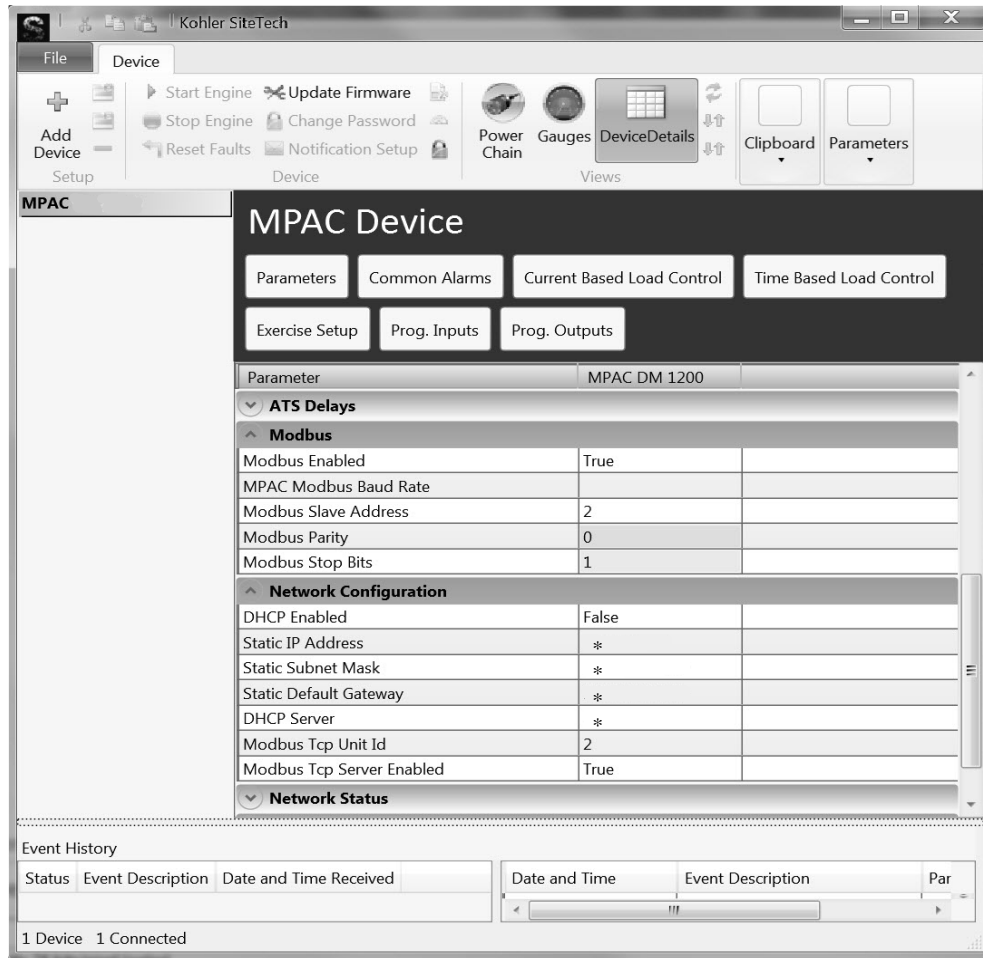 Kohler SiteTech
File Device
Add Device
Start Engine
Stop Engine
Reset Faults
Update Firmware
Change Password
Notification Setup
Power Chain
Gauges
DeviceDetails
Clipboard
Parameters
Setup Device Views
MPAC
MPAC Device
Parameters Common Alarms Current Based Load Control Time Based Load Control
Exercise Setup Prog. Inputs Prog. Outputs
Parameter MPAC DM 1200
ATS Delays
Modbus
Modbus Enabled True
MPAC Modbus Baud Rate
Modbus Slave Address 2
Modbus Parity 0
Modbus Stop Bits 1
Network Configuration
DHCP Enabled False
Static IP Address *
Static Subnet Mask *
Static Default Gateway *
DHCP Server *
Modbus Tcp Unit Id 2
Modbus Tcp Server Enabled True
Network Status
Event History
Status Event Description Date and Time Received
Date and Time Event Description Par
1 Device 1 Connected